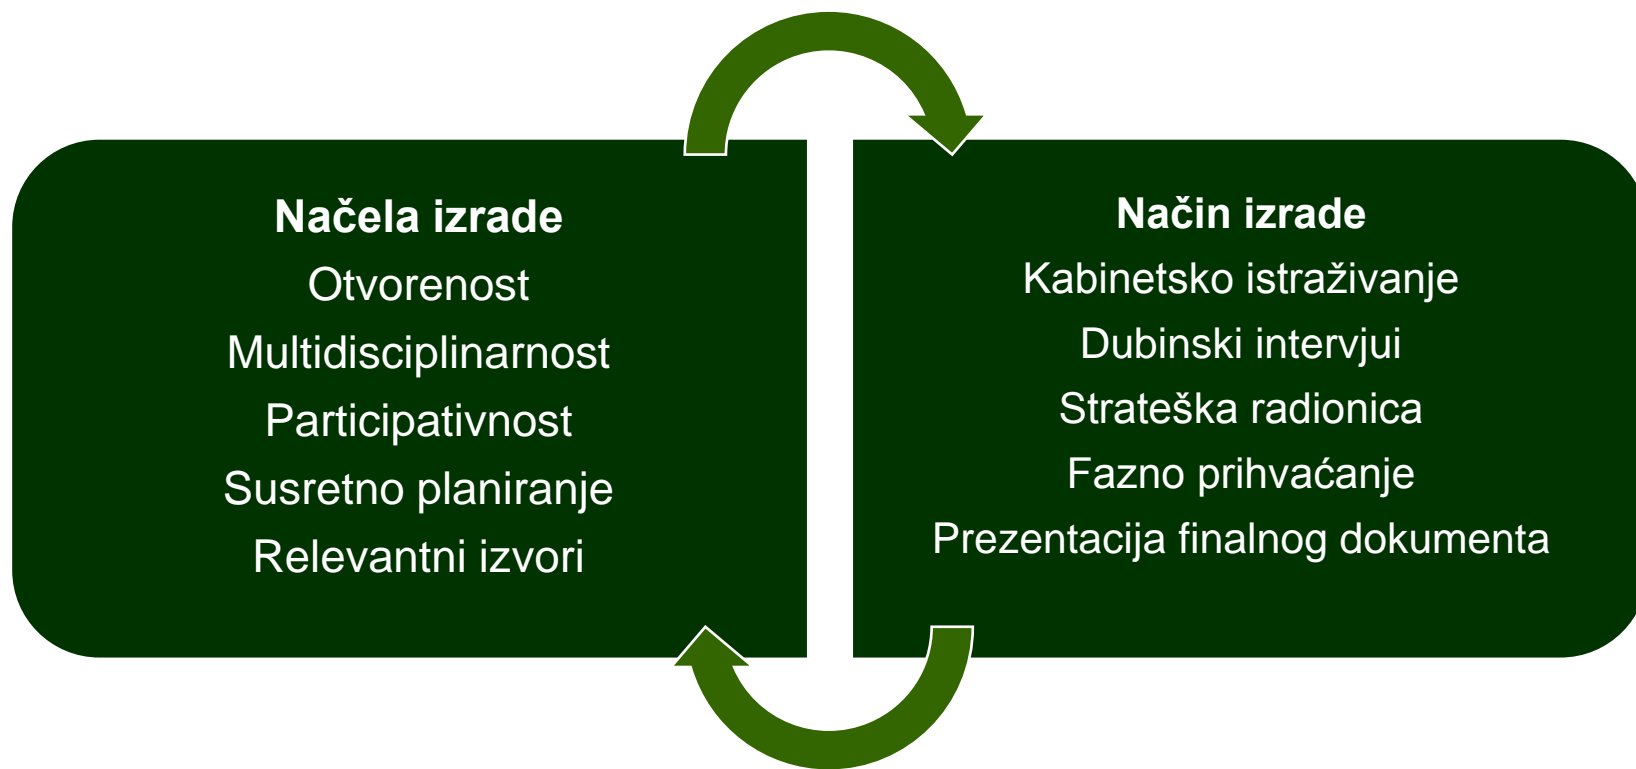 Načela izrade
Otvorenost
Multidisciplinarnost
Participativnost
Susretno planiranje
Relevantni izvori
Način izrade
Kabinetsko istraživanje
Dubinski intervjui
Strateška radionica
Fazno prihvaćanje
Prezentacija finalnog dokumenta